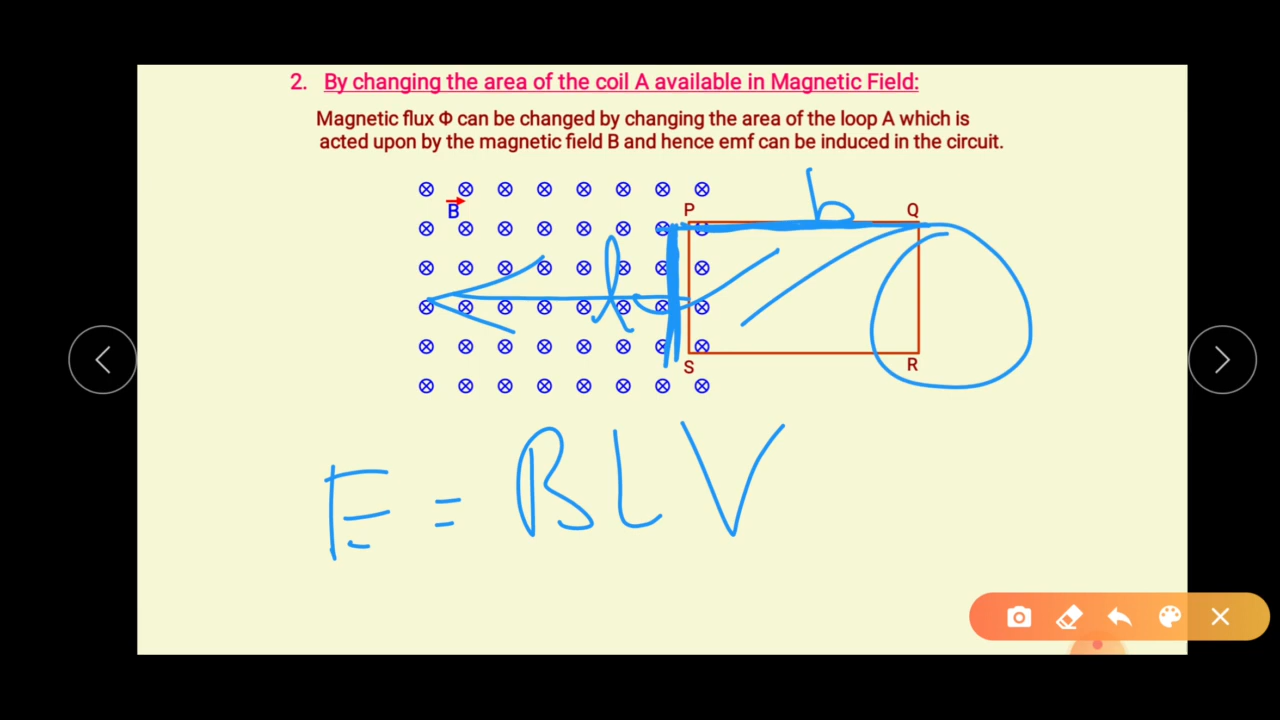 2. By changing the area of the coil A available in Magnetic Field:
Magnetic flux Φ can be changed by changing the area of the loop A which is
acted upon by the magnetic field B and hence emf can be induced in the circuit.
B
P
b
Q
l
S
R
E = BLV